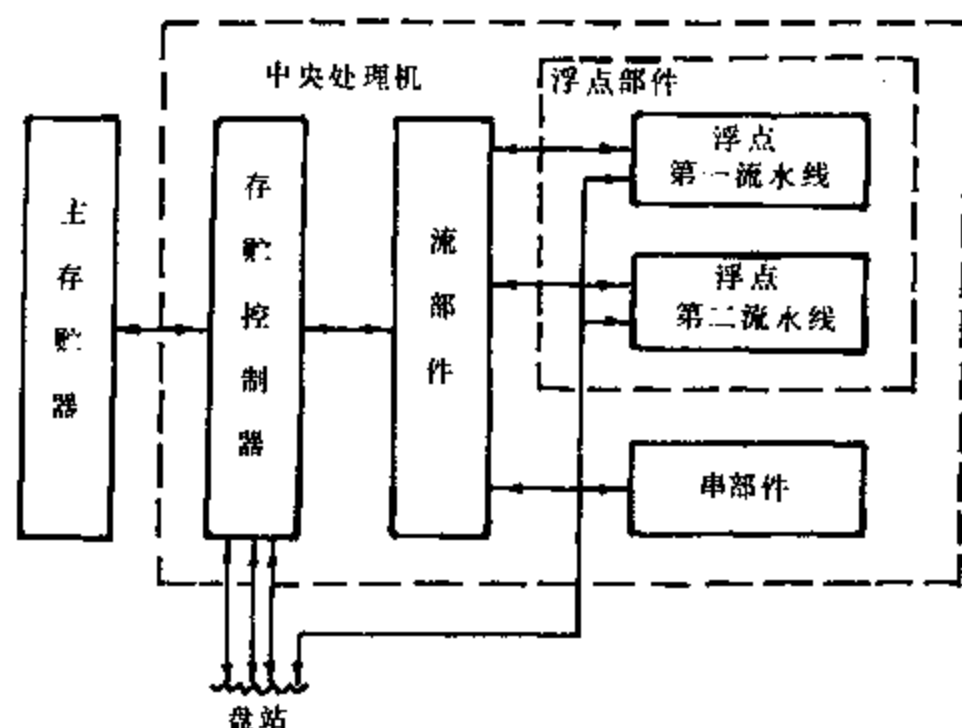 中央处理机
浮点部件
主存贮器
存贮控制器
流部件
浮点
第一流水线
浮点
第二流水线
串部件
盘站